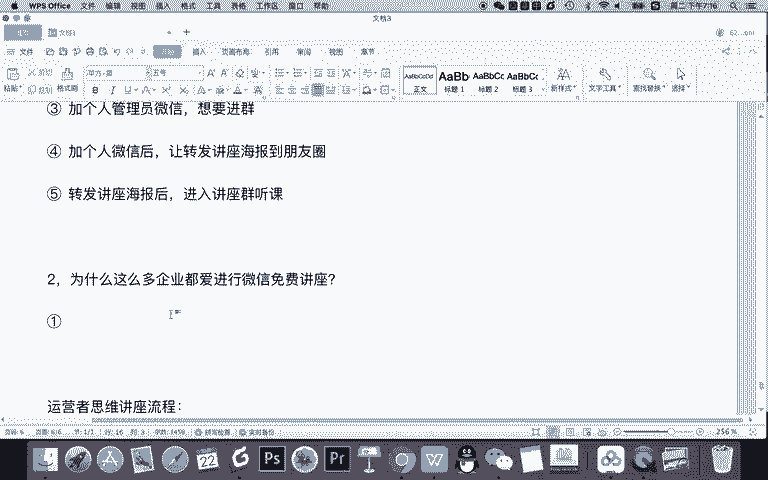 WPS Office 文件 编辑 视图 插入 格式 工具 表格 工作区 窗口 帮助
文档3
文件 开始 插入 页面布局 引用 审阅 视图 章节
粘贴 剪切 复制 格式刷 五号
AaBbCcDd AaBb AaBbCc AaBbCc
正文 标题 1 标题 2 标题 3 新样式 文字工具 查找替换 选择
③ 加个人管理员微信，想要进群
④ 加个人微信后，让转发讲座海报到朋友圈
⑤ 转发讲座海报后，进入讲座群听课
2，为什么这么多企业都爱进行微信免费讲座？
①
运营者思维讲座流程：
256%
22 Ps Pr